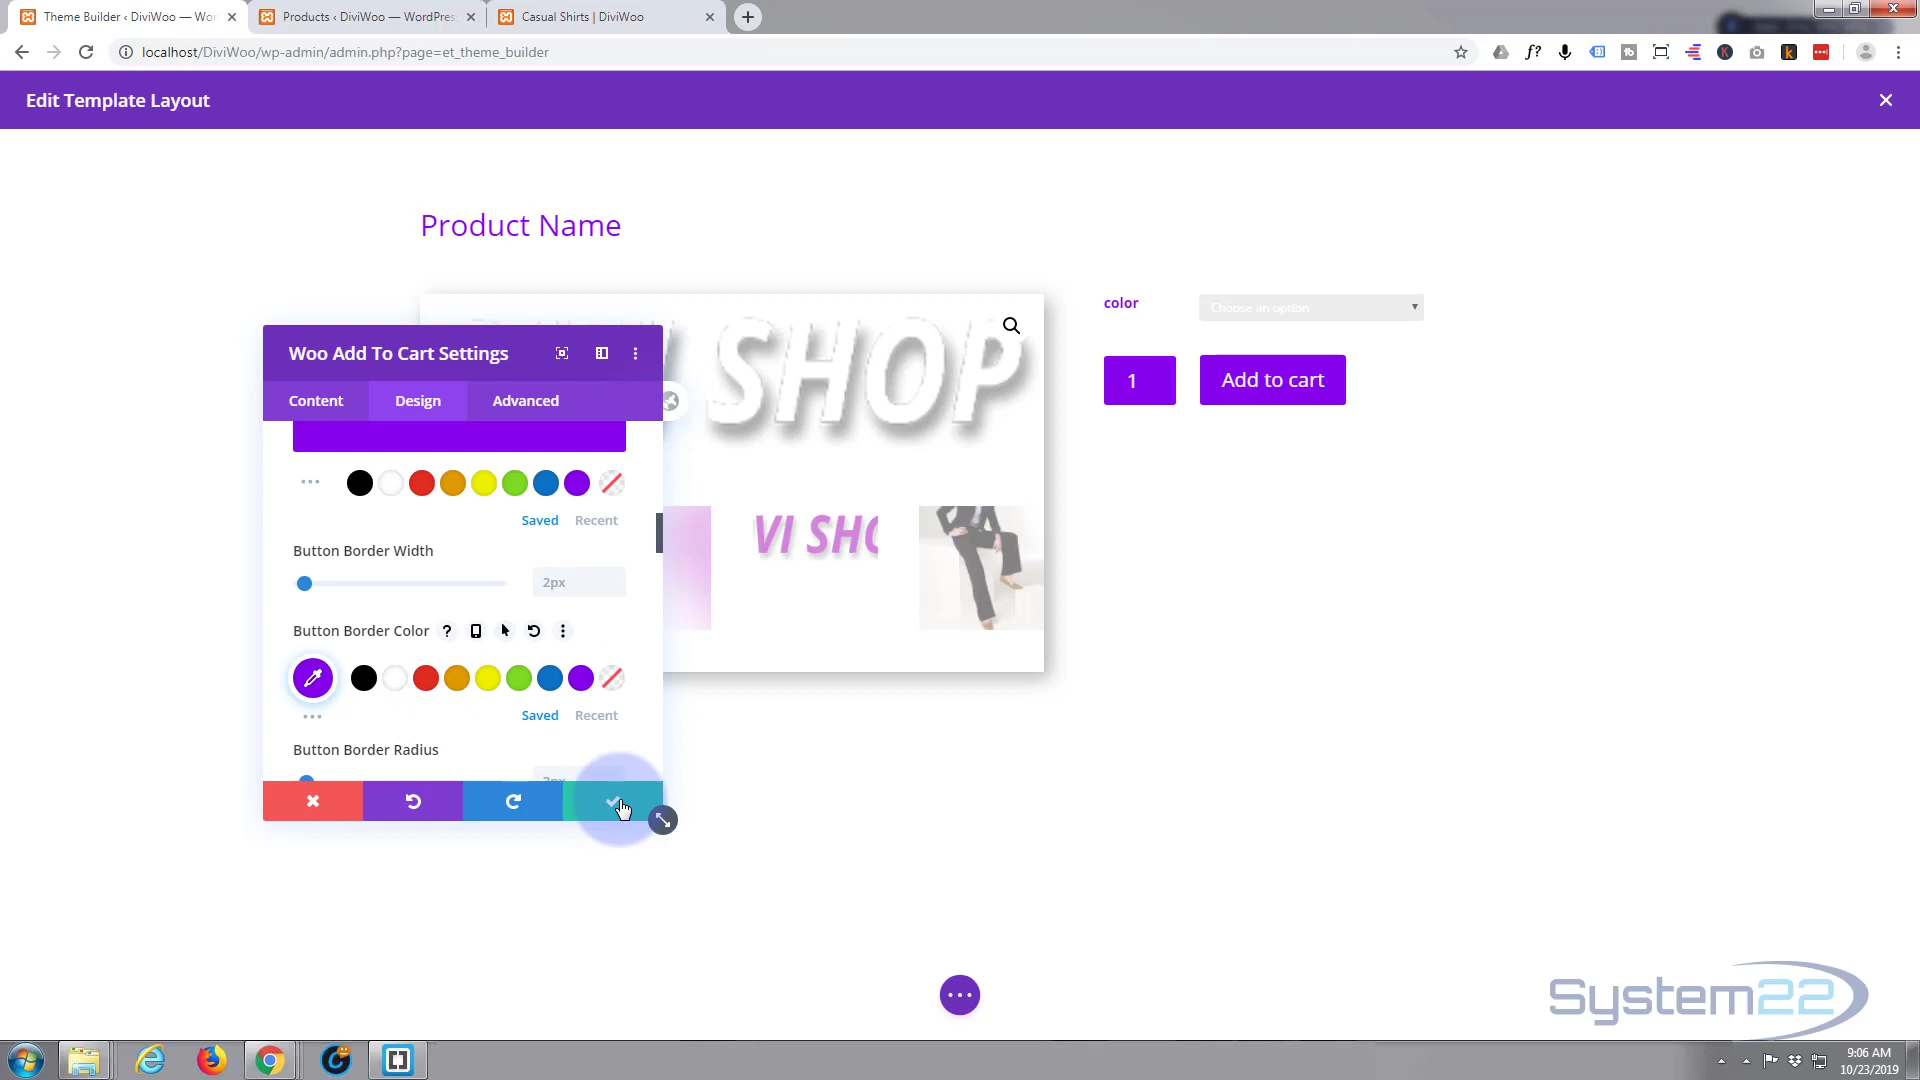 Theme Builder ‹ DiviWoo — Wor
Products ‹ DiviWoo — WordPress
Casual Shirts | DiviWoo
localhost/DiviWoo/wp-admin/admin.php?page=et_theme_builder
Edit Template Layout
Product Name
color
Choose an option
SHOP
Woo Add To Cart Settings
1
Add to cart
Content
Design
Advanced
Saved
Recent
VI SHO
Button Border Width
2px
Button Border Color
Saved
Recent
Button Border Radius
2px
System22
9:06 AM
10/23/2019